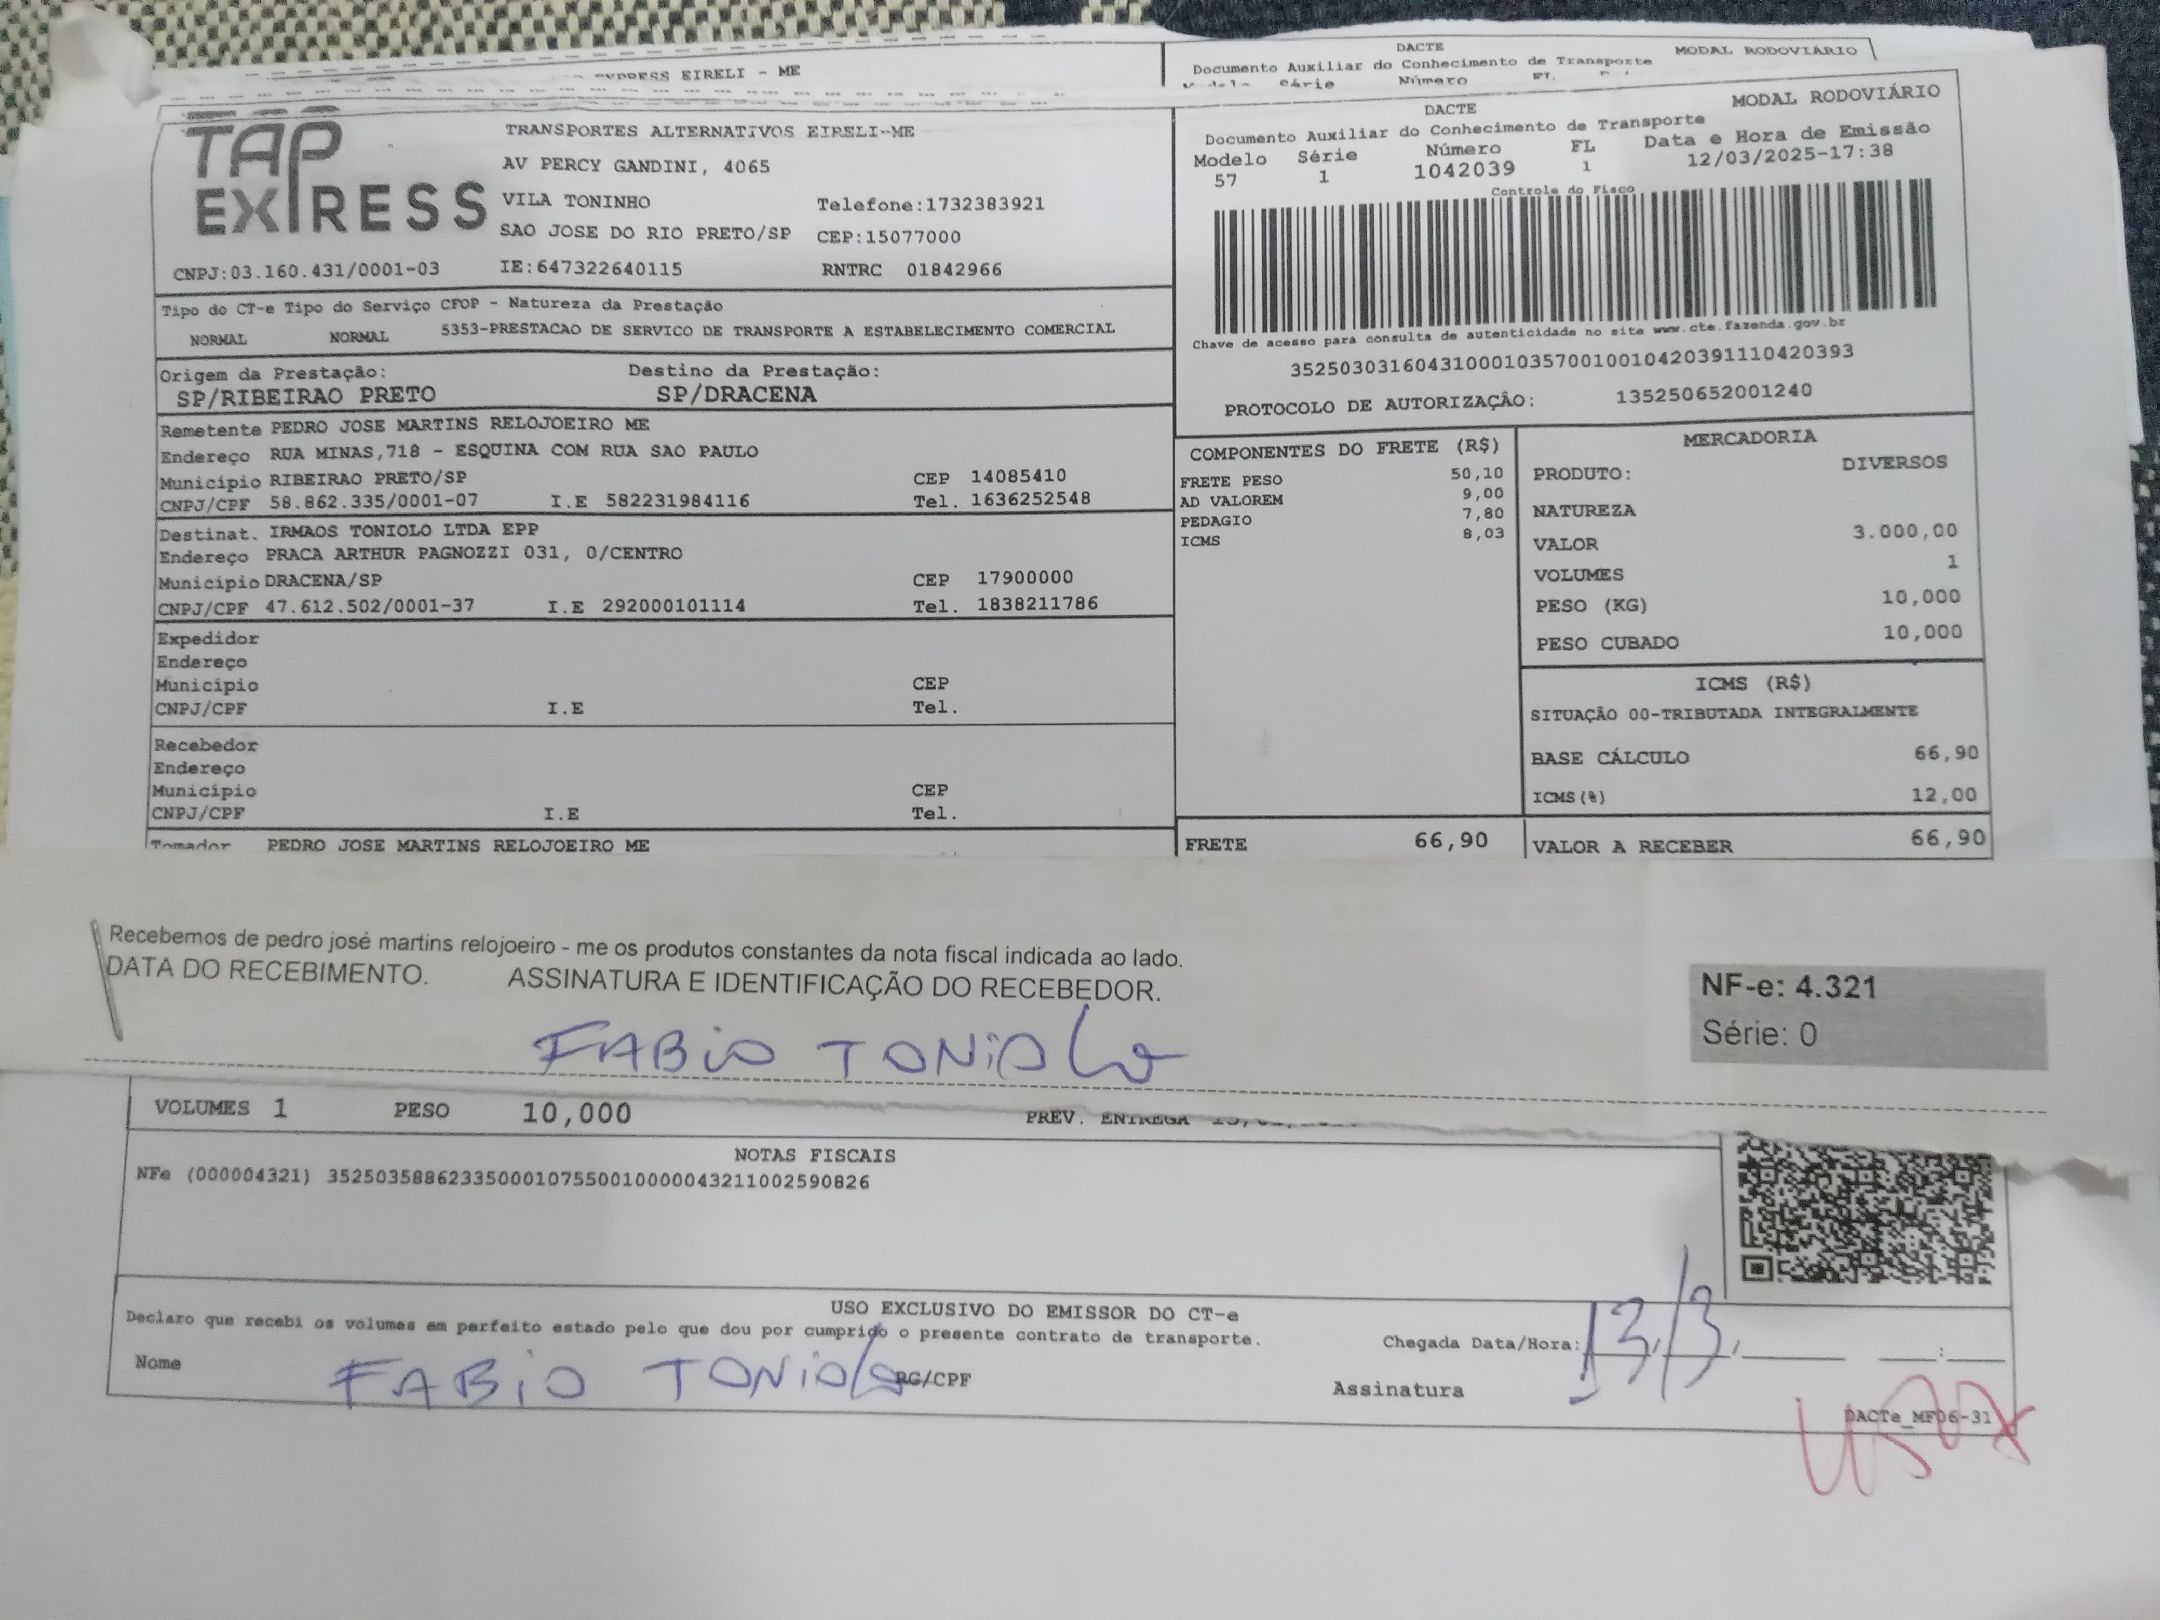 EXPRESS EIRELI - ME
DACTE
MODAL RODOVIÁRIO
Documento Auxiliar do Conhecimento de Transporte
Série Número
TAP EXPRESS
TRANSPORTES ALTERNATIVOS EIRELI-ME
AV PERCY GANDINI, 4065
VILA TONINHO Telefone:1732383921
SAO JOSE DO RIO PRETO/SP CEP:15077000
CNPJ:03.160.431/0001-03 IE:647322640115 RNTRC 01842966
DACTE
MODAL RODOVIÁRIO
Documento Auxiliar do Conhecimento de Transporte
Modelo Série Número FL Data e Hora de Emissão
57 1 1042039 1 12/03/2025-17:38
Controle do Fisco
Chave de acesso para consulta de autenticidade no site www.cte.fazenda.gov.br
35250303160431000103570010010420391110420393
PROTOCOLO DE AUTORIZAÇÃO: 135250652001240
Tipo do CT-e Tipo do Serviço CFOP - Natureza da Prestação
NORMAL NORMAL 5353-PRESTACAO DE SERVICO DE TRANSPORTE A ESTABELECIMENTO COMERCIAL
Origem da Prestação: Destino da Prestação:
SP/RIBEIRAO PRETO SP/DRACENA
Remetente PEDRO JOSE MARTINS RELOJOEIRO ME
Endereço RUA MINAS,718 - ESQUINA COM RUA SAO PAULO
Município RIBEIRAO PRETO/SP CEP 14085410
CNPJ/CPF 58.862.335/0001-07 I.E 582231984116 Tel. 1636252548
Destinat. IRMAOS TONIOLO LTDA EPP
Endereço PRACA ARTHUR PAGNOZZI 031, 0/CENTRO
Município DRACENA/SP CEP 17900000
CNPJ/CPF 47.612.502/0001-37 I.E 292000101114 Tel. 1838211786
Expedidor
Endereço
Município CEP
CNPJ/CPF I.E Tel.
Recebedor
Endereço
Município CEP
CNPJ/CPF I.E Tel.
Tomador PEDRO JOSE MARTINS RELOJOEIRO ME
COMPONENTES DO FRETE (R$)
FRETE PESO 50,10
AD VALOREM 9,00
PEDAGIO 7,80
ICMS 8,03
FRETE 66,90
MERCADORIA
PRODUTO: DIVERSOS
NATUREZA
VALOR 3.000,00
VOLUMES 1
PESO (KG) 10,000
PESO CUBADO 10,000
ICMS (R$)
SITUAÇÃO 00-TRIBUTADA INTEGRALMENTE
BASE CÁLCULO 66,90
ICMS(%) 12,00
VALOR A RECEBER 66,90
Recebemos de pedro josé martins relojoeiro - me os produtos constantes da nota fiscal indicada ao lado.
DATA DO RECEBIMENTO. ASSINATURA E IDENTIFICAÇÃO DO RECEBEDOR.
FABIO TONIOLO
NF-e: 4.321
Série: 0
VOLUMES 1 PESO 10,000 PREV. ENTREGA
NOTAS FISCAIS
NFe (000004321) 35250358862335000107550010000043211002590826
USO EXCLUSIVO DO EMISSOR DO CT-e
Declaro que recebi os volumes em perfeito estado pelo que dou por cumprido o presente contrato de transporte.
Chegada Data/Hora: 13/3/
Nome FABIO TONIOLO RG/CPF Assinatura
DACTe_MF06-31